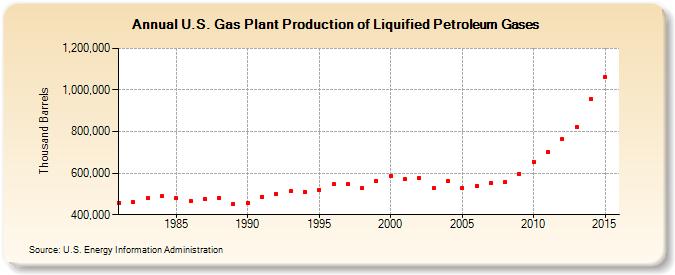 Annual U.S. Gas Plant Production of Liquified Petroleum Gases
Thousand Barrels
1,200,000
1,000,000
800,000
600,000
400,000
1985 1990 1995 2000 2005 2010 2015
Source: U.S. Energy Information Administration